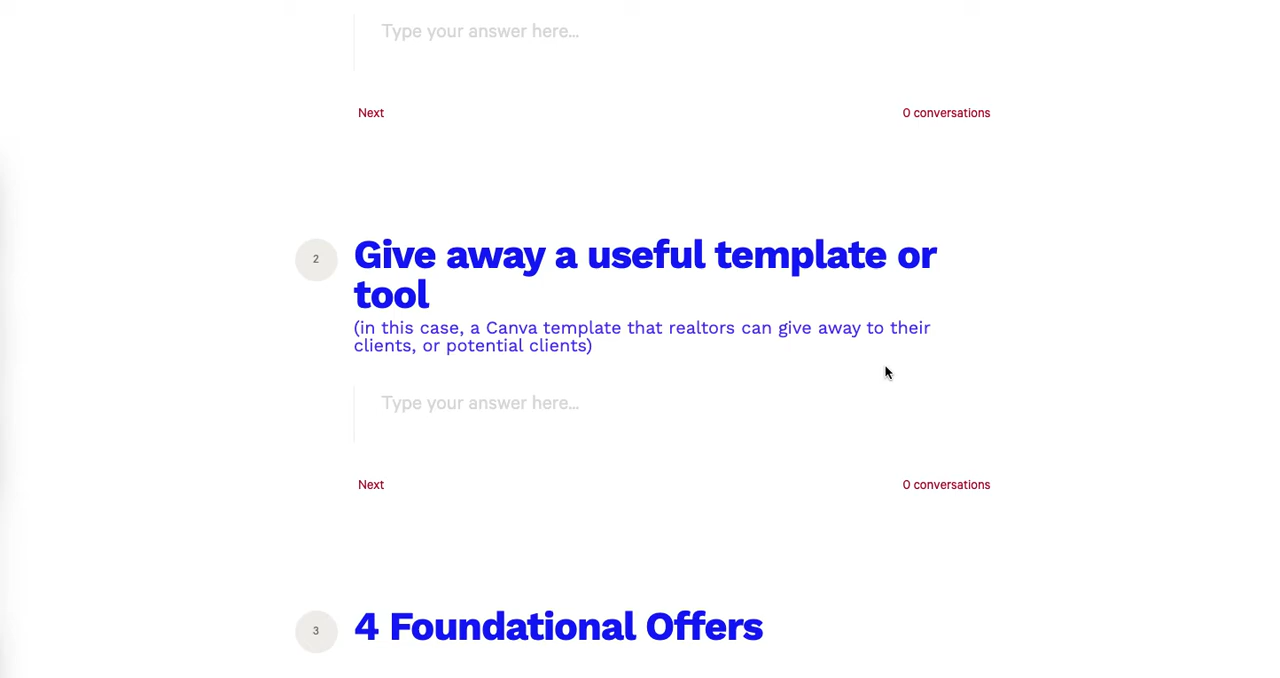 Type your answer here...
Next
0 conversations
2
Give away a useful template or
tool
(in this case, a Canva template that realtors can give away to their
clients, or potential clients)
Type your answer here...
Next
0 conversations
3
4 Foundational Offers